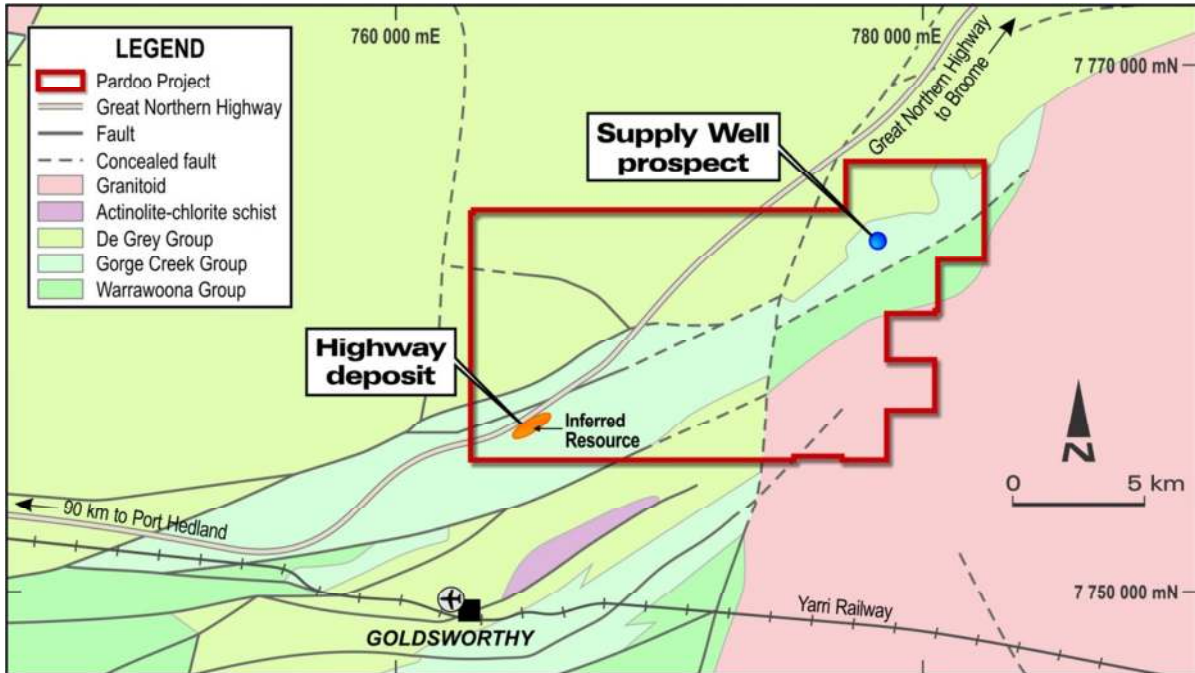 760 000 mE
780 000 mE
7 770 000 mN
LEGEND
Pardoo Project
Great Northern Highway
Fault
Concealed fault
Granitoid
Actinolite-chlorite schist
De Grey Group
Gorge Creek Group
Warrawoona Group
Great Northern Highway
to Broome
Supply Well
prospect
Highway
deposit
Inferred
Resource
N
0 5 km
90 km to Port Hedland
7 750 000 mN
Yarri Railway
GOLDSWORTHY